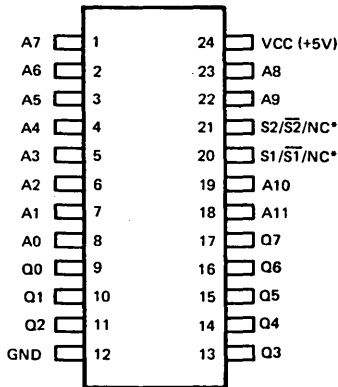 A7 1 24 VCC (+5V)
A6 2 23 A8
A5 3 22 A9
A4 4 21 S2/S̅2̅/NC*
A3 5 20 S1/S̅1̅/NC*
A2 6 19 A10
A1 7 18 A11
A0 8 17 Q7
Q0 9 16 Q6
Q1 10 15 Q5
Q2 11 14 Q4
GND 12 13 Q3